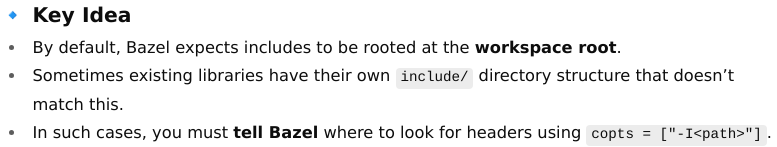 Key Idea
By default, Bazel expects includes to be rooted at the workspace root.
Sometimes existing libraries have their own include/ directory structure that doesn’t
match this.
In such cases, you must tell Bazel where to look for headers using copts = ["-I<path>"].